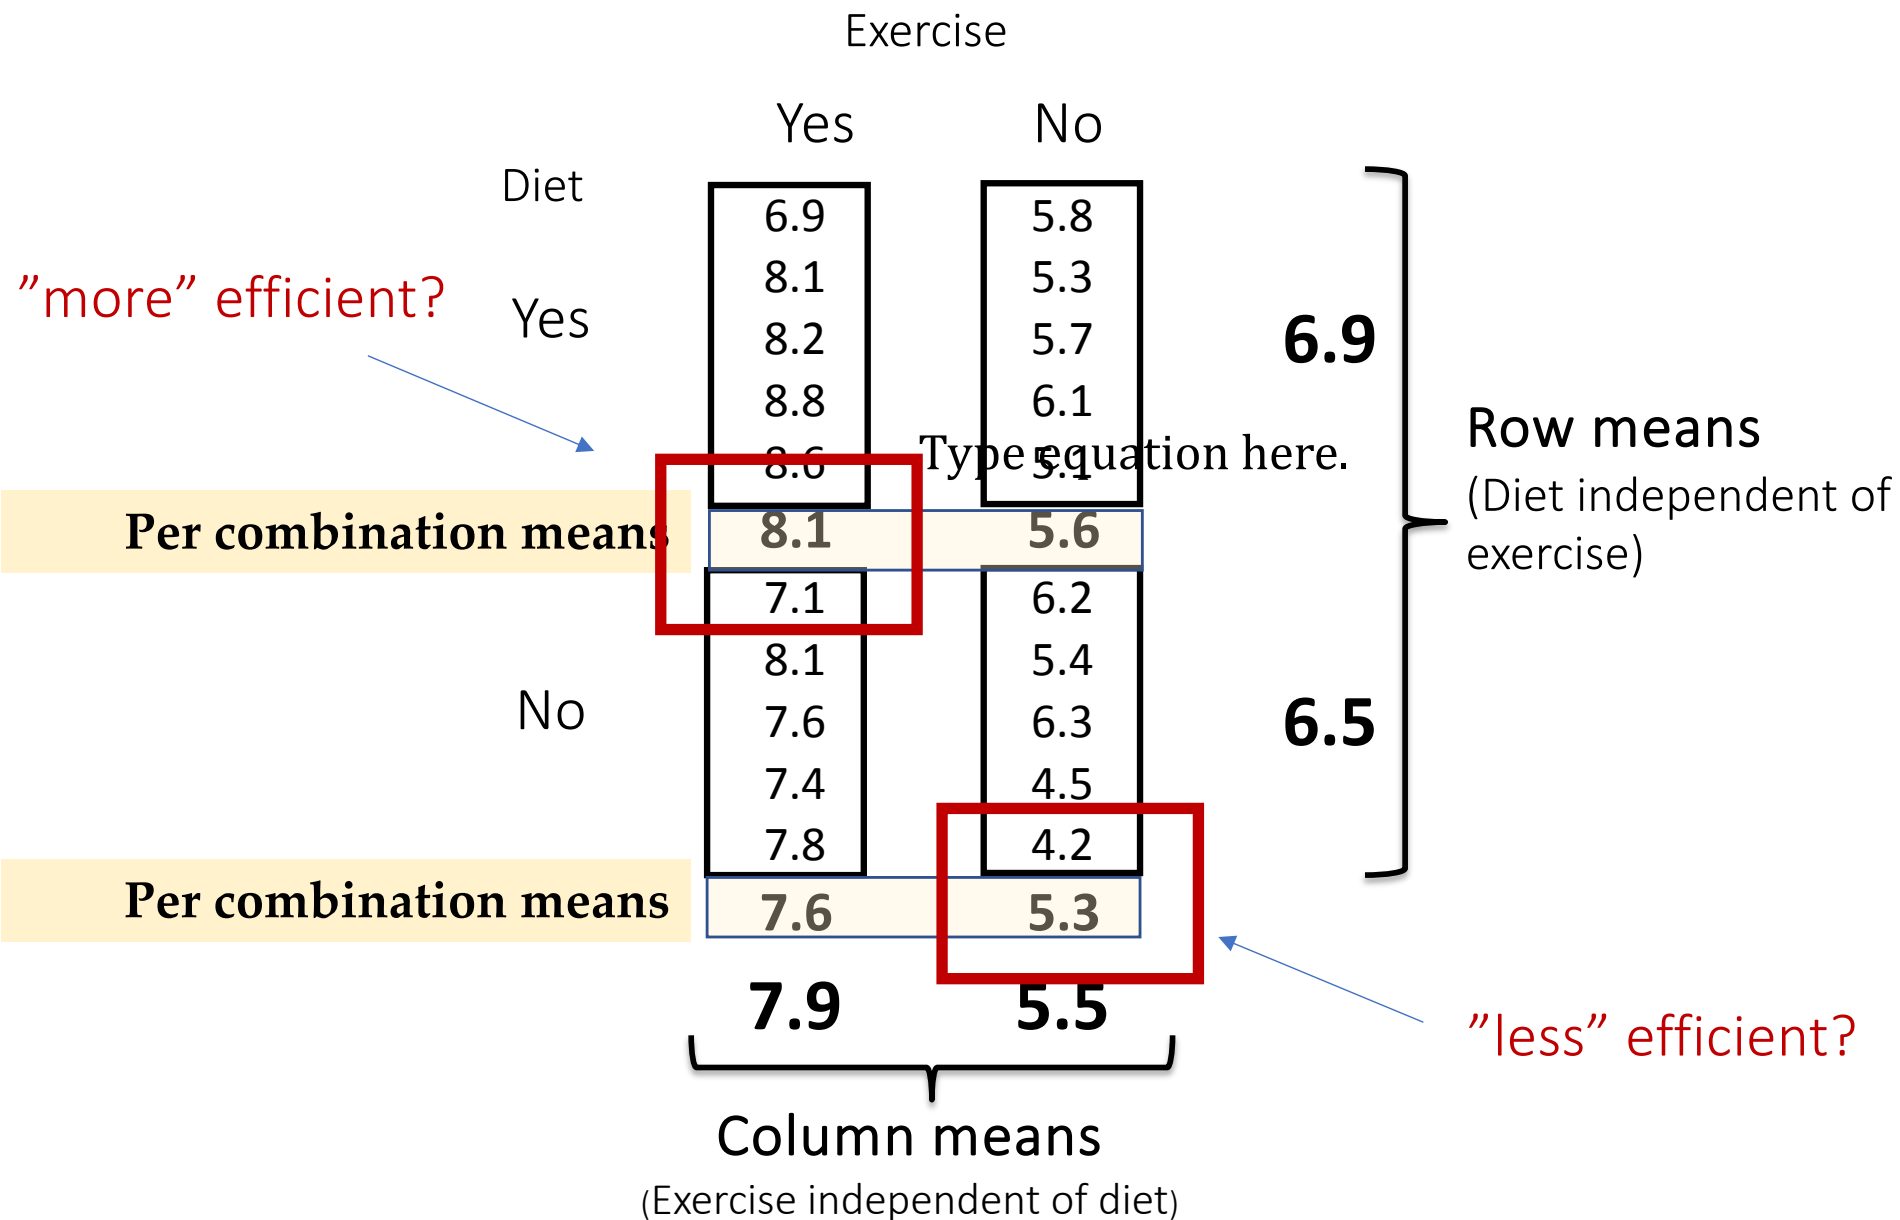 Exercise
Yes No
Diet
6.9 5.8
8.1 5.3
”more” efficient?
Yes
8.2 5.7
6.9
8.8 6.1
Row means
8.6 5.1
Type equation here.
(Diet independent of
exercise)
Per combination means 8.1 5.6
7.1 6.2
8.1 5.4
No
7.6 6.3
6.5
7.4 4.5
7.8 4.2
Per combination means 7.6 5.3
7.9 5.5
”less” efficient?
Column means
(Exercise independent of diet)